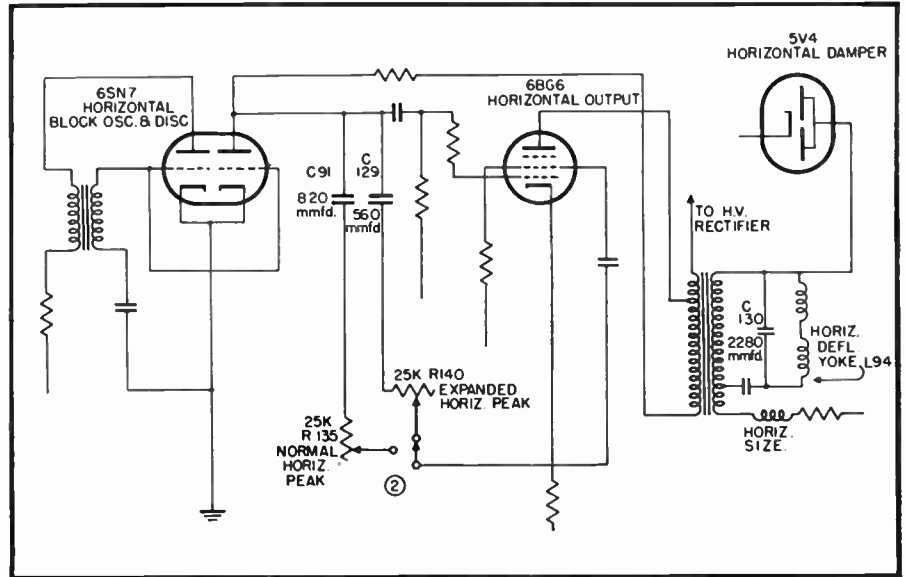 5V4
HORIZONTAL DAMPER
6SN7
HORIZONTAL
BLOCK OSC. & DISC
6BG6
HORIZONTAL OUTPUT
C91
820
mmfd.
C
129
560
mmfd
TO H.V.
RECTIFIER
C
130
2280
mmfd.
HORIZ.
DEFL.
YOKE, L94
25K R140
EXPANDED
HORIZ. PEAK
25K
R 135
NORMAL
HORIZ.
PEAK
2
HORIZ.
SIZE.